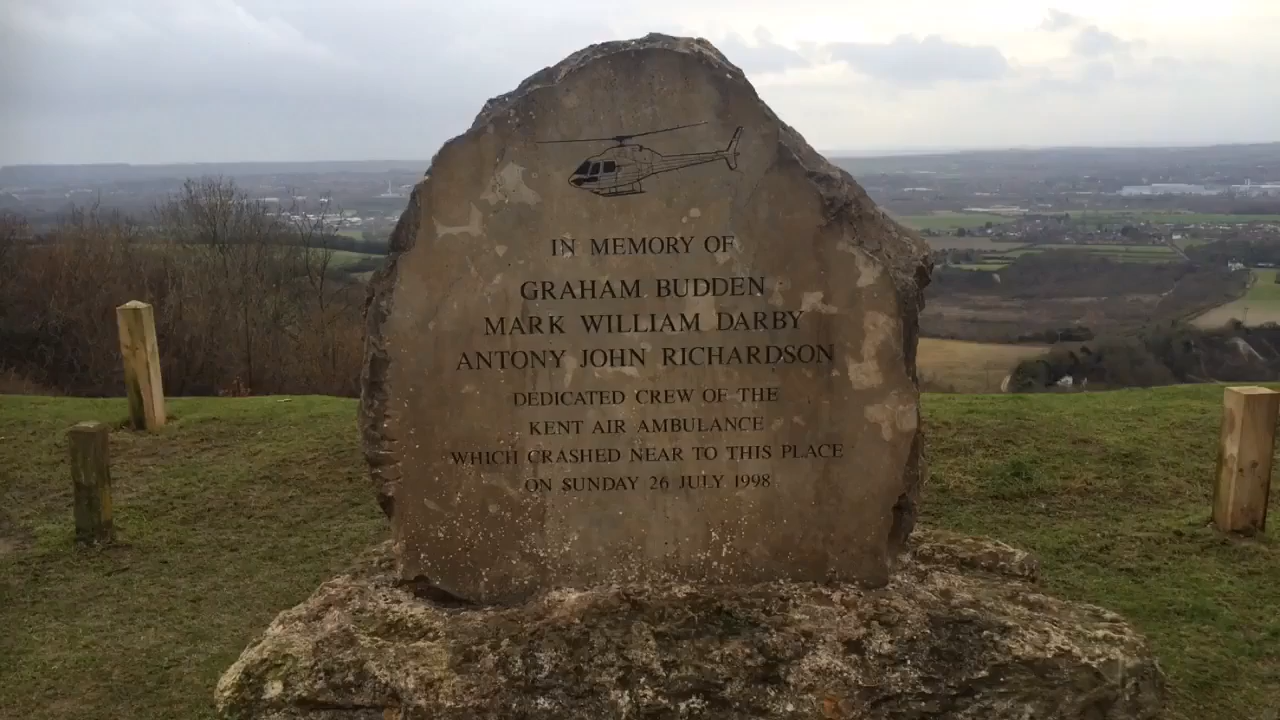 IN MEMORY OF
GRAHAM BUDDEN
MARK WILLIAM DARBY
ANTONY JOHN RICHARDSON
DEDICATED CREW OF THE
KENT AIR AMBULANCE
WHICH CRASHED NEAR TO THIS PLACE
ON SUNDAY 26 JULY 1998